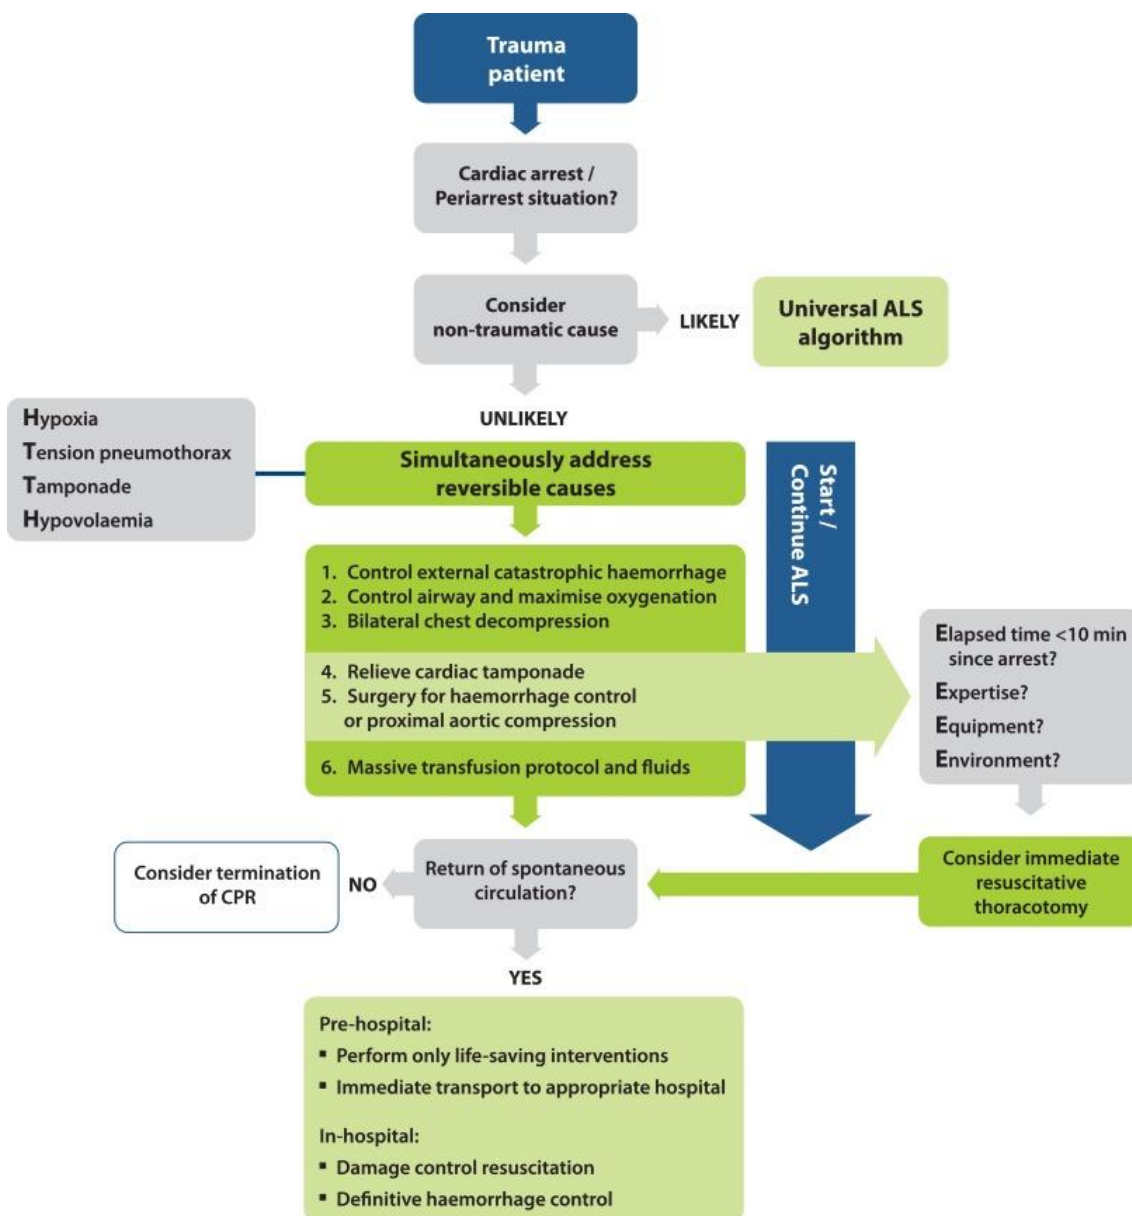 Trauma
patient
Cardiac arrest /
Periarrest situation?
Consider
non-traumatic cause
LIKELY
Universal ALS
algorithm
UNLIKELY
Hypoxia
Tension pneumothorax
Tamponade
Hypovolaemia
Simultaneously address
reversible causes
Start /
Continue ALS
1. Control external catastrophic haemorrhage
2. Control airway and maximise oxygenation
3. Bilateral chest decompression
4. Relieve cardiac tamponade
5. Surgery for haemorrhage control
or proximal aortic compression
6. Massive transfusion protocol and fluids
Elapsed time <10 min
since arrest?
Expertise?
Equipment?
Environment?
Consider immediate
resuscitative
thoracotomy
Return of spontaneous
circulation?
NO
Consider termination
of CPR
YES
Pre-hospital:
▪ Perform only life-saving interventions
▪ Immediate transport to appropriate hospital
In-hospital:
▪ Damage control resuscitation
▪ Definitive haemorrhage control